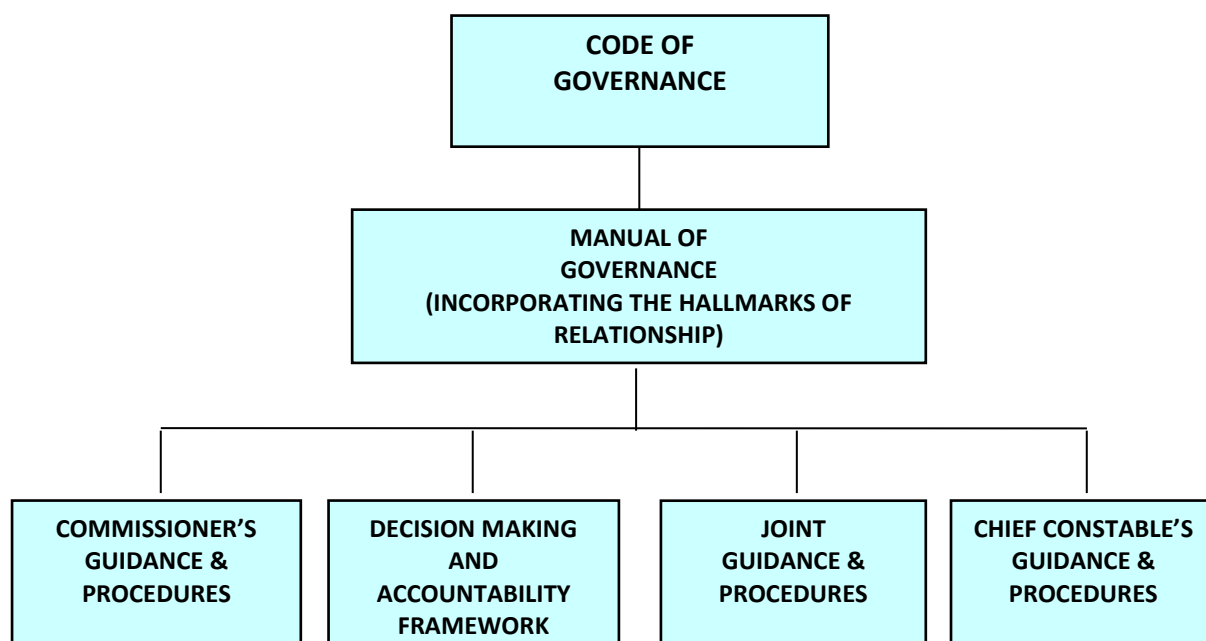 CODE OF
GOVERNANCE
MANUAL OF
GOVERNANCE
(INCORPORATING THE HALLMARKS OF
RELATIONSHIP)
COMMISSIONER’S
GUIDANCE &
PROCEDURES
DECISION MAKING
AND
ACCOUNTABILITY
FRAMEWORK
JOINT
GUIDANCE &
PROCEDURES
CHIEF CONSTABLE’S
GUIDANCE &
PROCEDURES